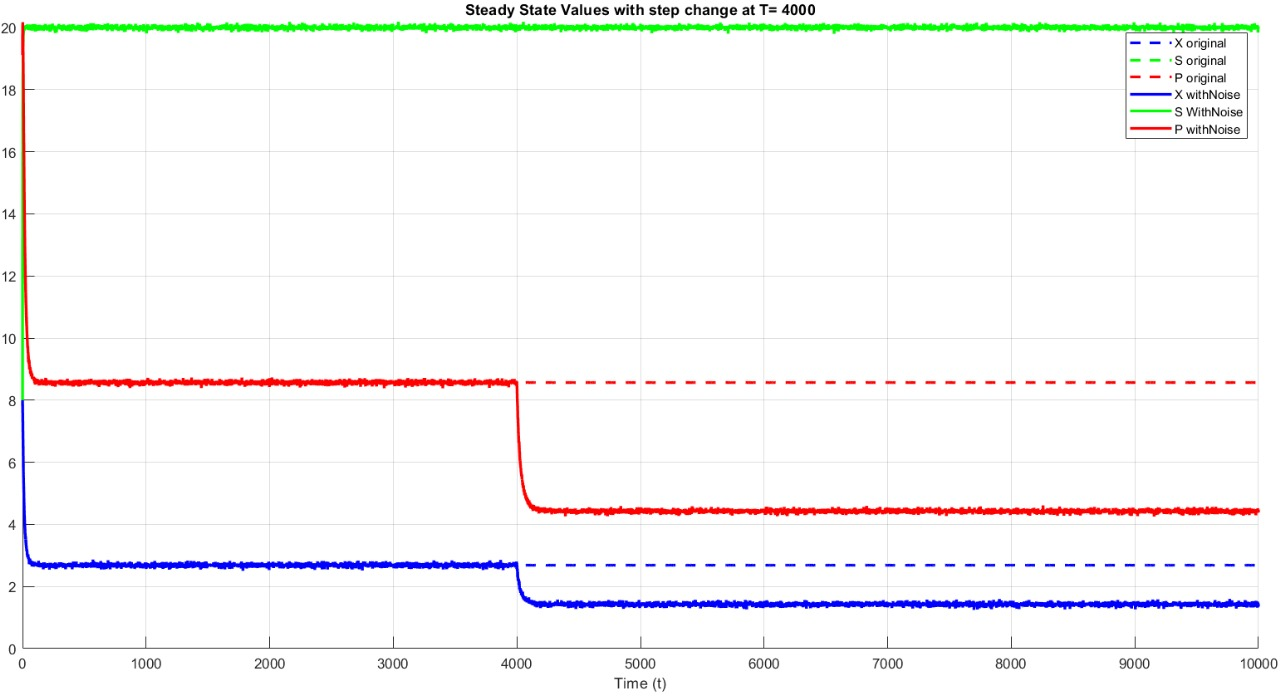 Steady State Values with step change at T= 4000
20
18
16
14
12
10
8
6
4
2
0
X original
S original
P original
X withNoise
S WithNoise
P withNoise
0 1000 2000 3000 4000 5000 6000 7000 8000 9000 10000
Time (t)